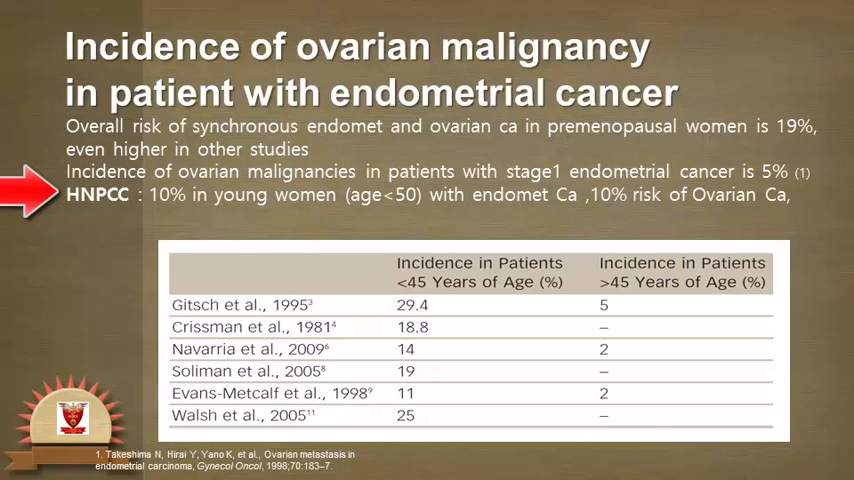 Incidence of ovarian malignancy
in patient with endometrial cancer
Overall risk of synchronous endomet and ovarian ca in premenopausal women is 19%,
even higher in other studies
Incidence of ovarian malignancies in patients with stage1 endometrial cancer is 5% (1)
HNPCC : 10% in young women (age<50) with endomet Ca ,10% risk of Ovarian Ca,
Incidence in Patients <45 Years of Age (%) Incidence in Patients >45 Years of Age (%)
Gitsch et al., 1995³ 29.4 5
Crissman et al., 1981⁴ 18.8 –
Navarria et al., 2009⁶ 14 2
Soliman et al., 2005⁸ 19 –
Evans-Metcalf et al., 1998⁹ 11 2
Walsh et al., 2005¹¹ 25 –
1. Takeshima N, Hirai Y, Yano K, et al., Ovarian metastasis in
endometrial carcinoma, Gynecol Oncol, 1998;70:183–7.